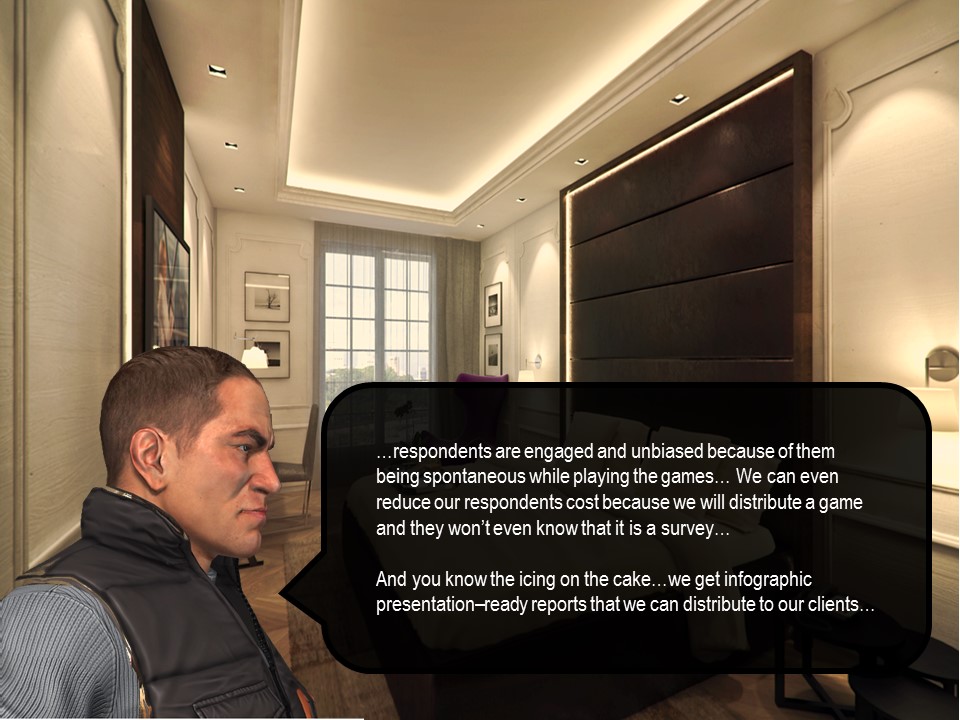 …respondents are engaged and unbiased because of them
being spontaneous while playing the games… We can even
reduce our respondents cost because we will distribute a game
and they won’t even know that it is a survey…
And you know the icing on the cake…we get infographic
presentation–ready reports that we can distribute to our clients…